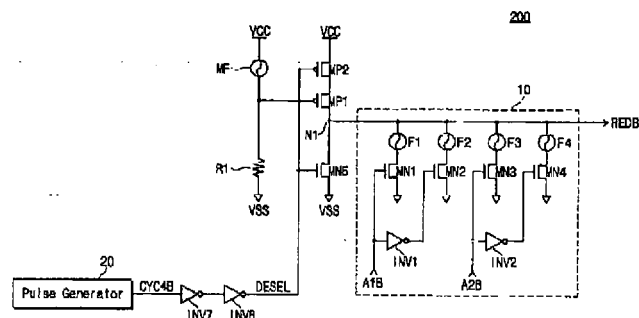 200
VCC
VCC
MF
MP2
MP1
10
N1
REDB
F1
F2
F3
F4
R1
MN5
MN1
MN2
MN3
MN4
VSS
VSS
INV1
INV2
20
Pulse Generator
CYC4B
DESEL
A1B
A2B
INV7
INV8